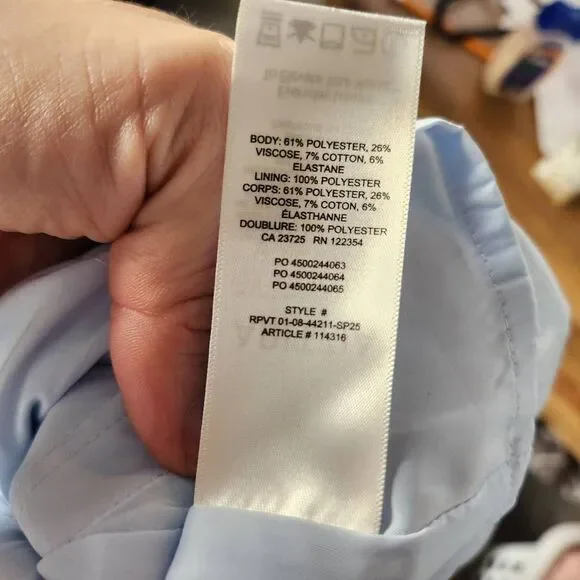 BODY: 61% POLYESTER, 26%
VISCOSE, 7% COTTON, 6%
ELASTANE
LINING: 100% POLYESTER
CORPS: 61% POLYESTER, 26%
VISCOSE, 7% COTON, 6%
ÉLASTHANNE
DOUBLURE: 100% POLYESTER
CA 23725 RN 122354
PO 4500244063
PO 4500244064
PO 4500244065
STYLE #
RPVT 01-08-44211-SP25
ARTICLE # 114316